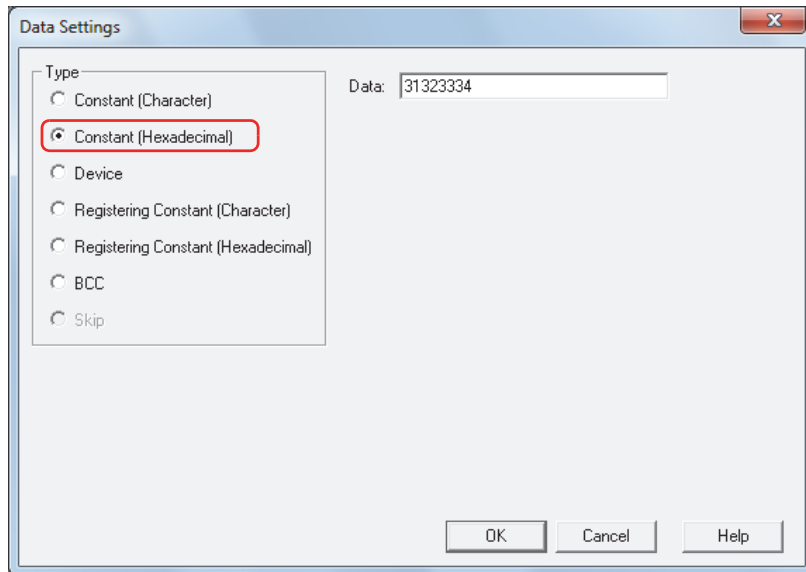 Data Settings
Type
Constant (Character)
Constant (Hexadecimal)
Device
Registering Constant (Character)
Registering Constant (Hexadecimal)
BCC
Skip
Data: 31323334
OK Cancel Help